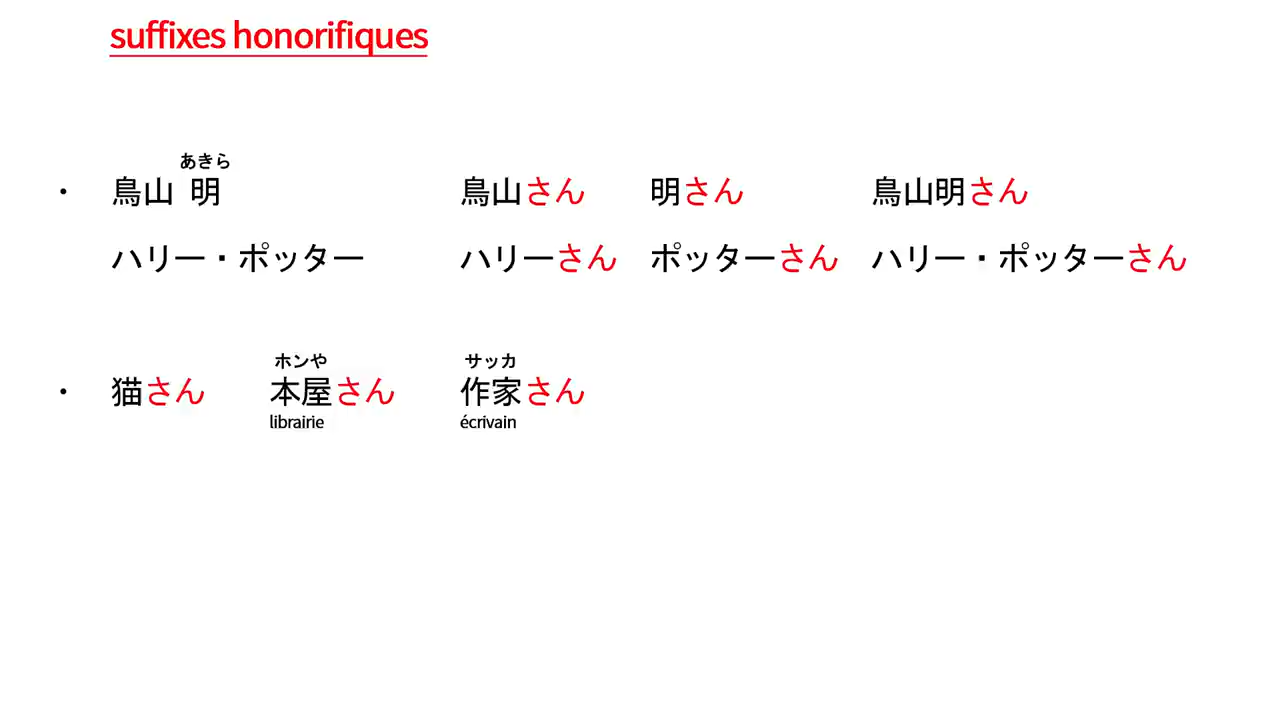 suffixes honorifiques
あきら
・ 鳥山 明 鳥山さん 明さん 鳥山明さん
ハリー・ポッター ハリーさん ポッターさん ハリー・ポッターさん
ホンや サッカ
・ 猫さん 本屋さん 作家さん
librairie écrivain